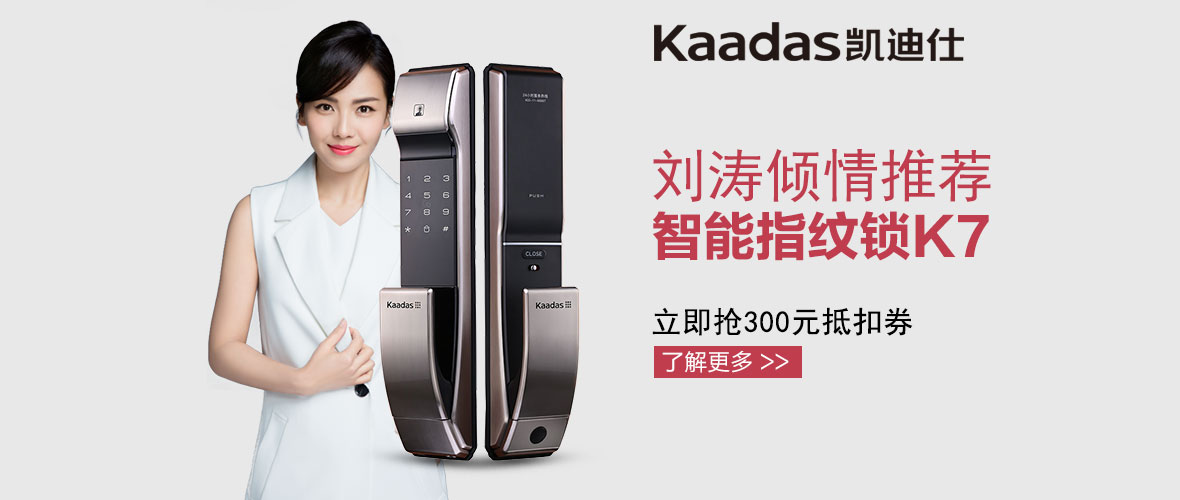 Kaadas凯迪仕
刘涛倾情推荐
智能指纹锁K7
立即抢300元抵扣券
了解更多 >>
1 2 3
4 5 6
7 8 9
* #
Kaadas
PUSH
CLOSE
Kaadas